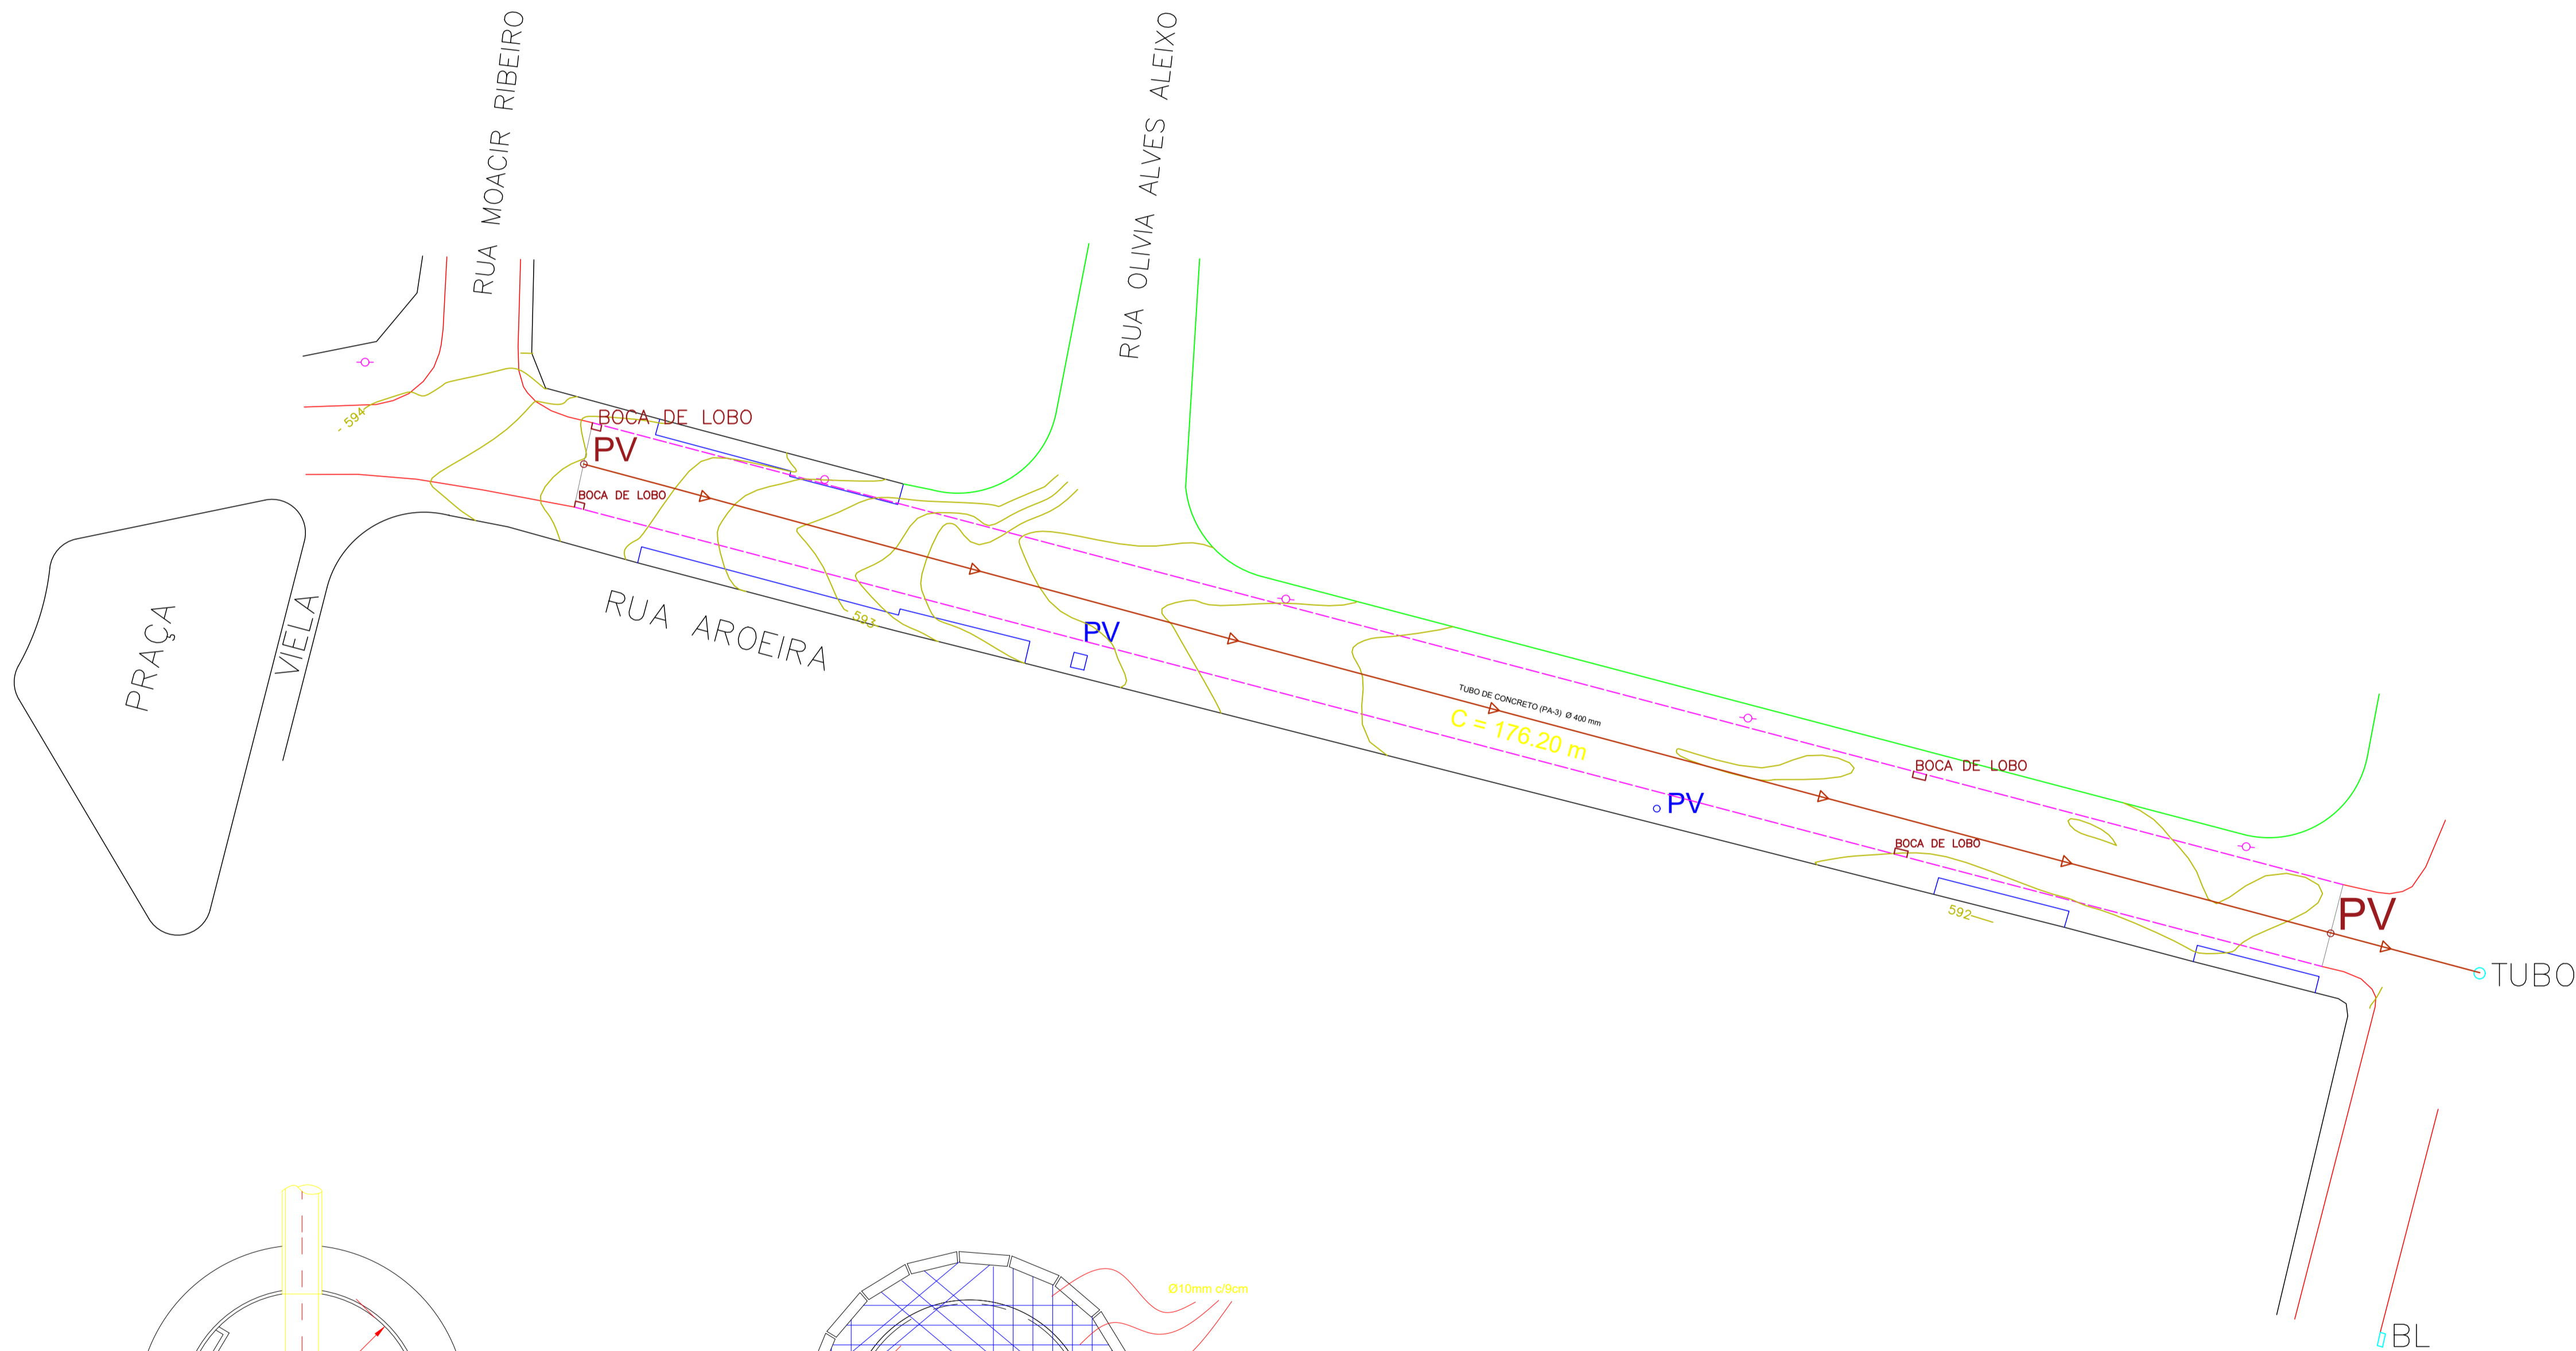 RUA MOACIR RIBEIRO
RUA OLIVIA ALVES ALEIXO
- 594
BOCA DE LOBO
PV
BOCA DE LOBO
PRAÇA
VIELA
RUA AROEIRA
593
PV
TUBO DE CONCRETO (PA-3) Ø 400 mm
C = 176.20 m
BOCA DE LOBO
PV
BOCA DE LOBO
592
PV
TUBO
Ø10mm c/9cm
BL